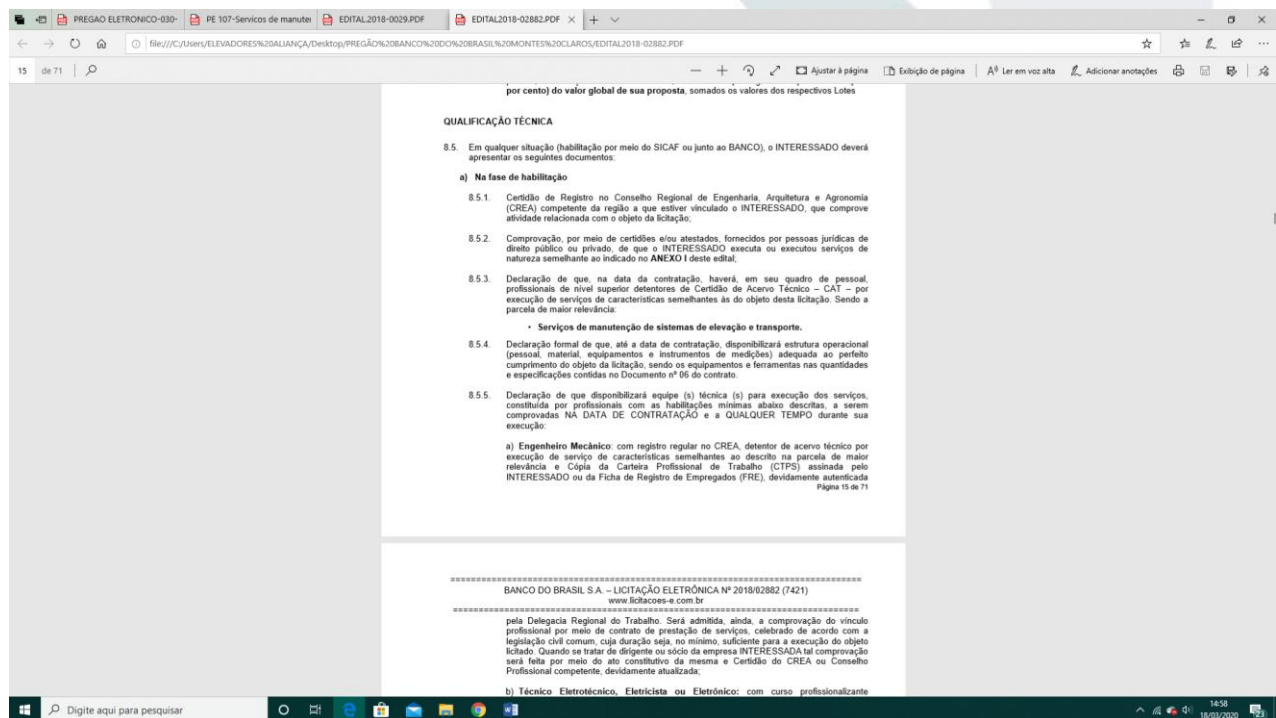 PREGAO ELETRONICO-030-
PE 107-Servicos de manuter
EDITAL.2018-0029.PDF
EDITAL2018-02882.PDF
file:///C:/Users/ELEVADORES%20ALIANÇA/Desktop/PREGÃO%20BANCO%20DO%20BRASIL%20MONTES%20CLAROS/EDITAL2018-02882.PDF
15 de 71
Ajustar à página
Exibição de página
Ler em voz alta
Adicionar anotações
por cento) do valor global de sua proposta, somados os valores dos respectivos Lotes
QUALIFICAÇÃO TÉCNICA
8.5. Em qualquer situação (habilitação por meio do SICAF ou junto ao BANCO), o INTERESSADO deverá
apresentar os seguintes documentos:
a) Na fase de habilitação
8.5.1. Certidão de Registro no Conselho Regional de Engenharia, Arquitetura e Agronomia
(CREA) competente da região a que estiver vinculado o INTERESSADO, que comprove
atividade relacionada com o objeto da licitação;
8.5.2. Comprovação, por meio de certidões e/ou atestados, fornecidos por pessoas jurídicas de
direito público ou privado, de que o INTERESSADO executa ou executou serviços de
natureza semelhante ao indicado no ANEXO I deste edital;
8.5.3. Declaração de que, na data da contratação, haverá, em seu quadro de pessoal,
profissionais de nível superior detentores de Certidão de Acervo Técnico – CAT – por
execução de serviços de características semelhantes às do objeto desta licitação. Sendo a
parcela de maior relevância:
• Serviços de manutenção de sistemas de elevação e transporte.
8.5.4. Declaração formal de que, até a data de contratação, disponibilizará estrutura operacional
(pessoal, material, equipamentos e instrumentos de medições) adequada ao perfeito
cumprimento do objeto da licitação, sendo os equipamentos e ferramentas nas quantidades
e especificações contidas no Documento nº 06 do contrato.
8.5.5. Declaração de que disponibilizará equipe (s) técnica (s) para execução dos serviços,
constituída por profissionais com as habilitações mínimas abaixo descritas, a serem
comprovadas NA DATA DE CONTRATAÇÃO e a QUALQUER TEMPO durante sua
execução:
a) Engenheiro Mecânico: com registro regular no CREA, detentor de acervo técnico por
execução de serviço de características semelhantes ao descrito na parcela de maior
relevância e Cópia da Carteira Profissional de Trabalho (CTPS) assinada pelo
INTERESSADO ou da Ficha de Registro de Empregados (FRE), devidamente autenticada
Página 15 de 71
BANCO DO BRASIL S.A. – LICITAÇÃO ELETRÔNICA Nº 2018/02882 (7421)
www.licitacoes-e.com.br
pela Delegacia Regional do Trabalho. Será admitida, ainda, a comprovação do vínculo
profissional por meio de contrato de prestação de serviços, celebrado de acordo com a
legislação civil comum, cuja duração seja, no mínimo, suficiente para a execução do objeto
licitado. Quando se tratar de dirigente ou sócio da empresa INTERESSADA tal comprovação
será feita por meio do ato constitutivo da mesma e Certidão do CREA ou Conselho
Profissional competente, devidamente atualizada;
b) Técnico Eletrotécnico, Eletricista ou Eletrônico: com curso profissionalizante
Digite aqui para pesquisar
14:58
18/03/2020